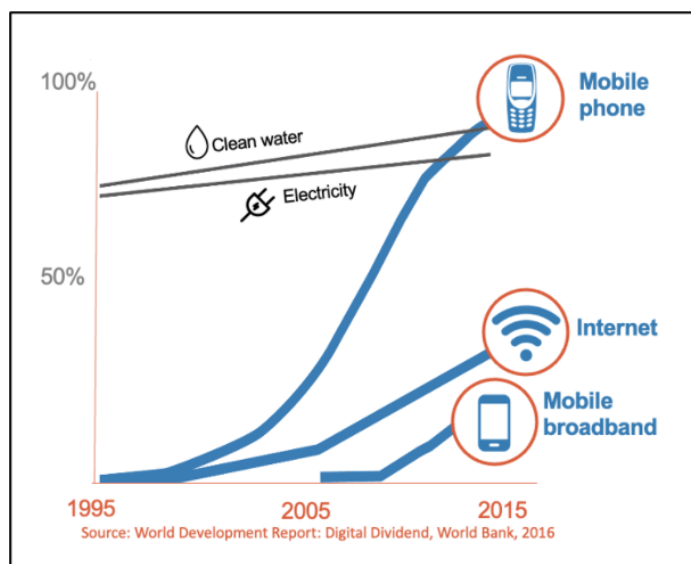 100%
Mobile
phone
Clean water
Electricity
50%
Internet
Mobile
broadband
1995
2005
2015
Source: World Development Report: Digital Dividend, World Bank, 2016